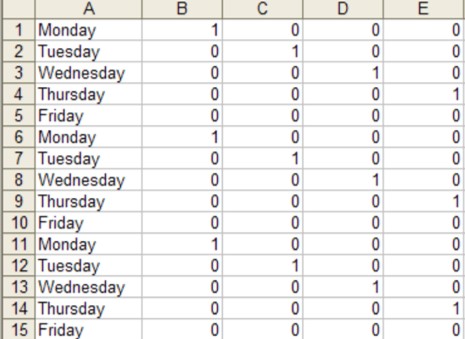 A B C D E
1 Monday 1 0 0 0
2 Tuesday 0 1 0 0
3 Wednesday 0 0 1 0
4 Thursday 0 0 0 1
5 Friday 0 0 0 0
6 Monday 1 0 0 0
7 Tuesday 0 1 0 0
8 Wednesday 0 0 1 0
9 Thursday 0 0 0 1
10 Friday 0 0 0 0
11 Monday 1 0 0 0
12 Tuesday 0 1 0 0
13 Wednesday 0 0 1 0
14 Thursday 0 0 0 1
15 Friday 0 0 0 0